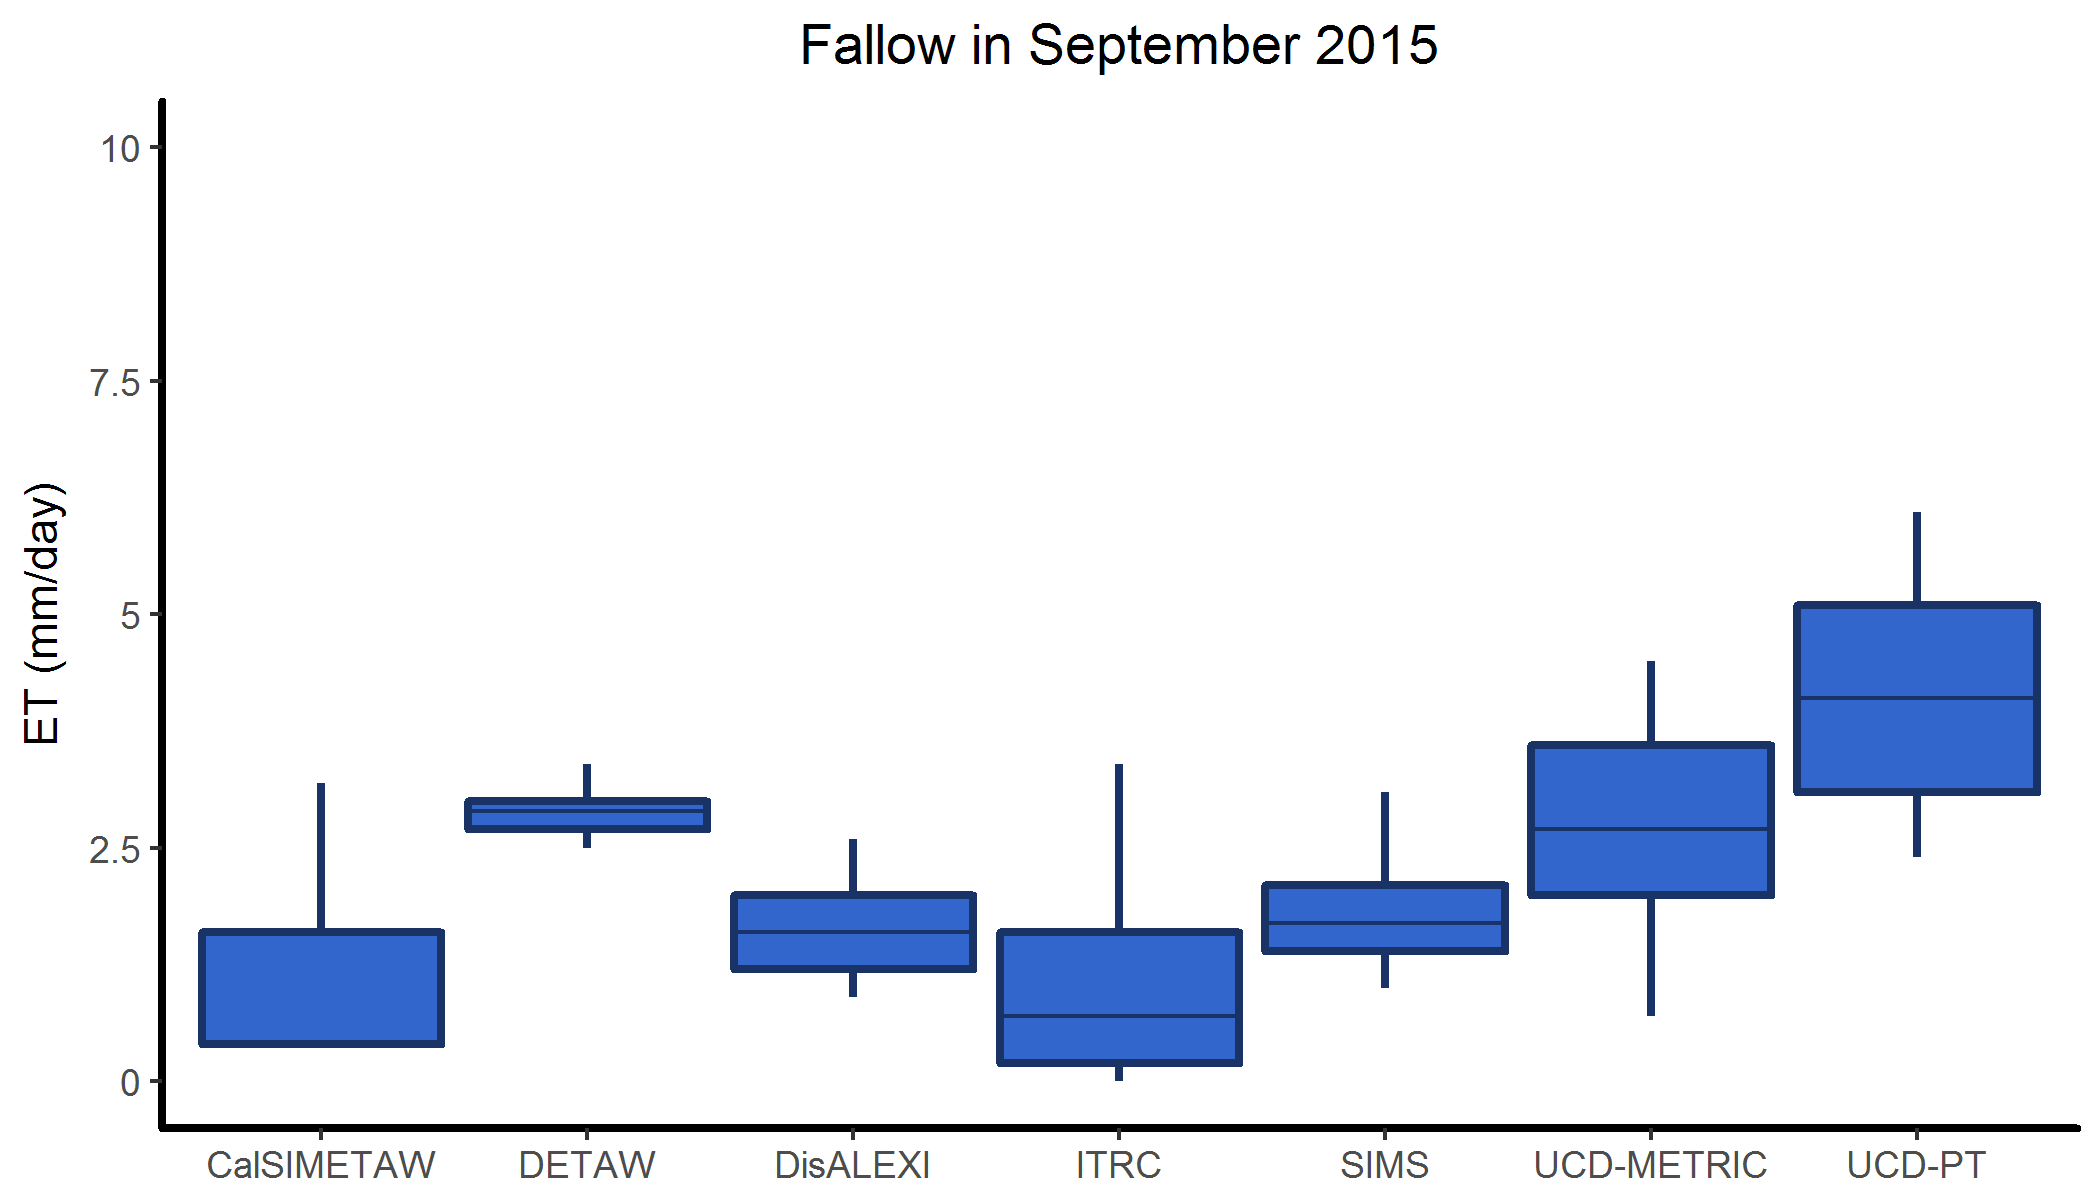 Fallow in September 2015
ET (mm/day)
10
7.5
5
2.5
0
CalSIMETAW DETAW DisALEXI ITRC SIMS UCD-METRIC UCD-PT